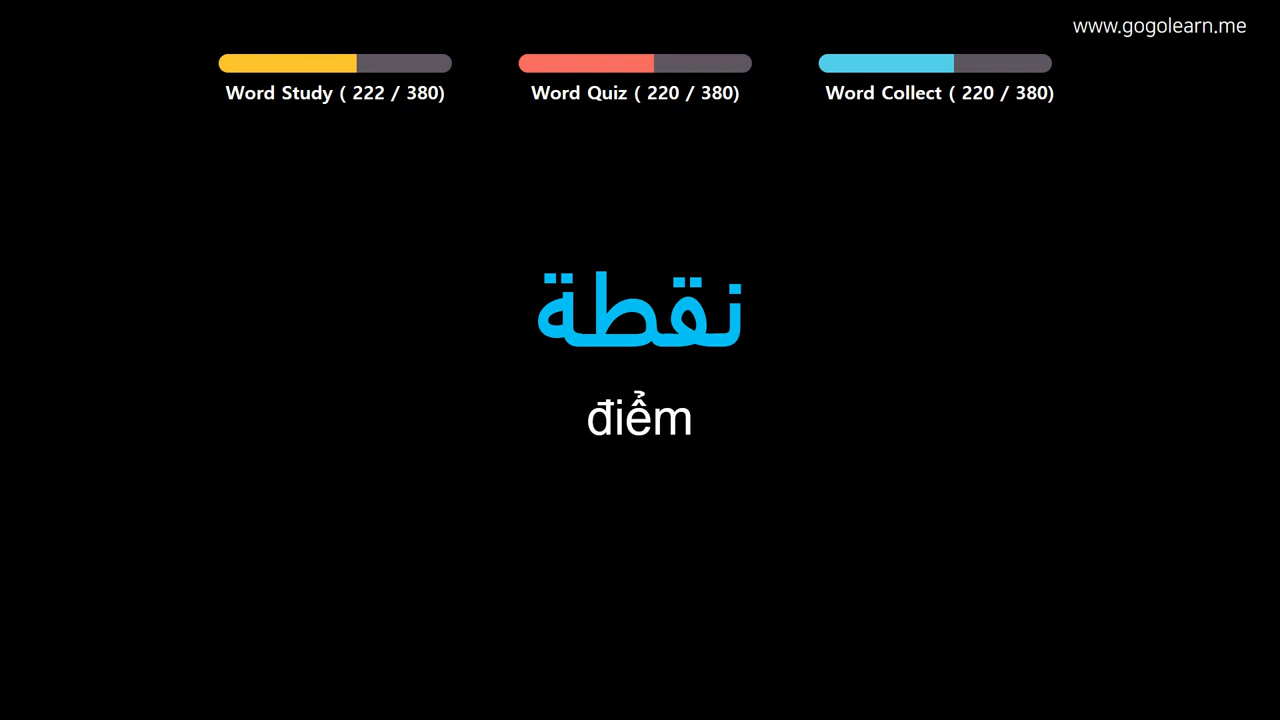 www.gogolearn.me
Word Study ( 222 / 380)
Word Quiz ( 220 / 380)
Word Collect ( 220 / 380)
نقطة
điểm